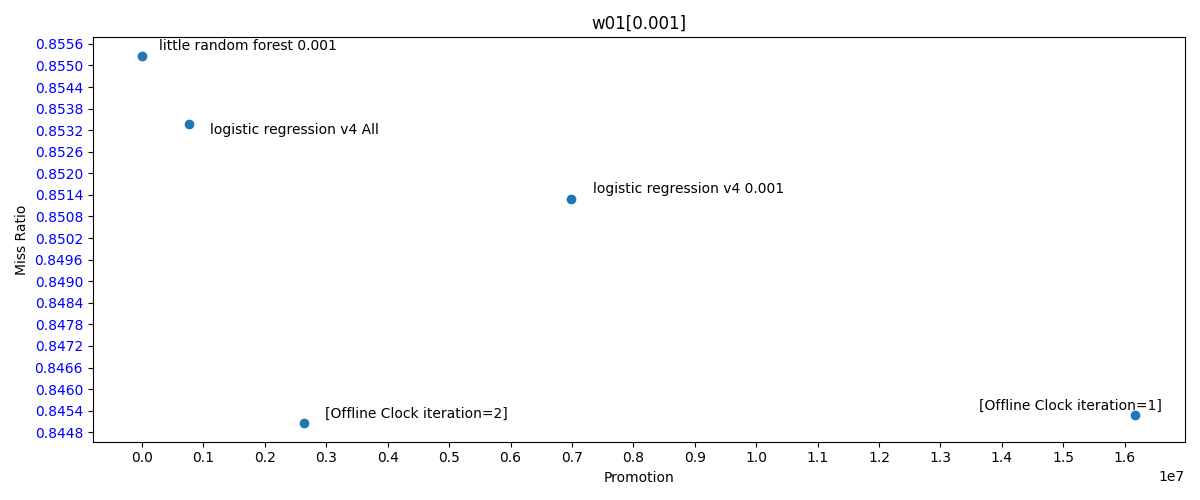 w01[0.001]
0.8556
0.8550
0.8544
0.8538
0.8532
0.8526
0.8520
0.8514
0.8508
0.8502
0.8496
0.8490
0.8484
0.8478
0.8472
0.8466
0.8460
0.8454
0.8448
Miss Ratio
little random forest 0.001
logistic regression v4 All
logistic regression v4 0.001
[Offline Clock iteration=2]
[Offline Clock iteration=1]
0.0 0.1 0.2 0.3 0.4 0.5 0.6 0.7 0.8 0.9 1.0 1.1 1.2 1.3 1.4 1.5 1.6
1e7
Promotion